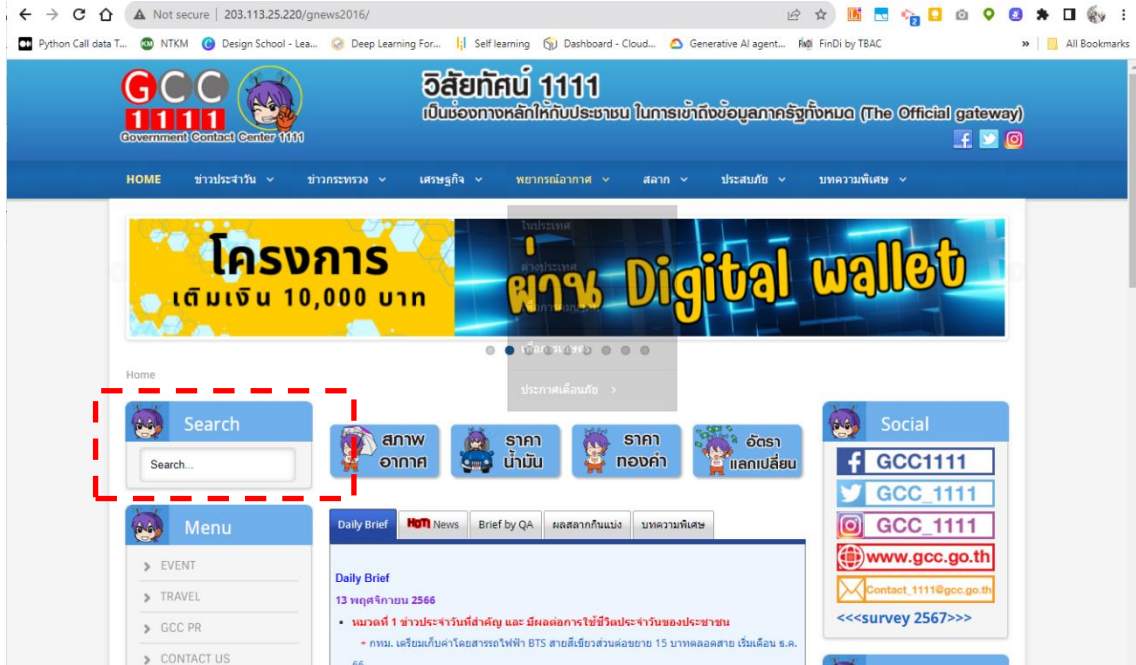 Not secure | 203.113.25.220/gnews2016/
Python Call data T... NTKM Design School - Lea... Deep Learning For... Self learning Dashboard - Cloud... Generative AI agent... FinDi by TBAC » All Bookmarks
GCC
1111
Government Contact Center 1111
วิสัยทัศน์ 1111
เป็นช่องทางหลักให้กับประชาชน ในการเข้าถึงข้อมูลภาครัฐทั้งหมด (The Official gateway)
HOME ข่าวประจำวัน ข่าวกระทรวง เศรษฐกิจ พยากรณ์อากาศ สลาก ประสบภัย บทความพิเศษ
ในประเทศ
ต่างประเทศ
เพื่อการเกษตร
ประกาศเตือนภัย
โครงการ
เติมเงิน 10,000 บาท
ผ่าน Digital wallet
Home
Search
Search...
สภาพอากาศ
ราคาน้ำมัน
ราคาทองคำ
อัตราแลกเปลี่ยน
Social
GCC1111
GCC_1111
GCC_1111
www.gcc.go.th
Contact_1111@gcc.go.th
<<<survey 2567>>>
Menu
EVENT
TRAVEL
GCC PR
CONTACT US
Daily Brief HOT! News Brief by QA ผลสลากกินแบ่ง บทความพิเศษ
Daily Brief
13 พฤศจิกายน 2566
• หมวดที่ 1 ข่าวประจำวันที่สำคัญ และ มีผลต่อการใช้ชีวิตประจำวันของประชาชน
+ กทม. เตรียมเก็บค่าโดยสารรถไฟฟ้า BTS สายสีเขียวส่วนต่อขยาย 15 บาทตลอดสาย เริ่มเดือน ธ.ค.
66